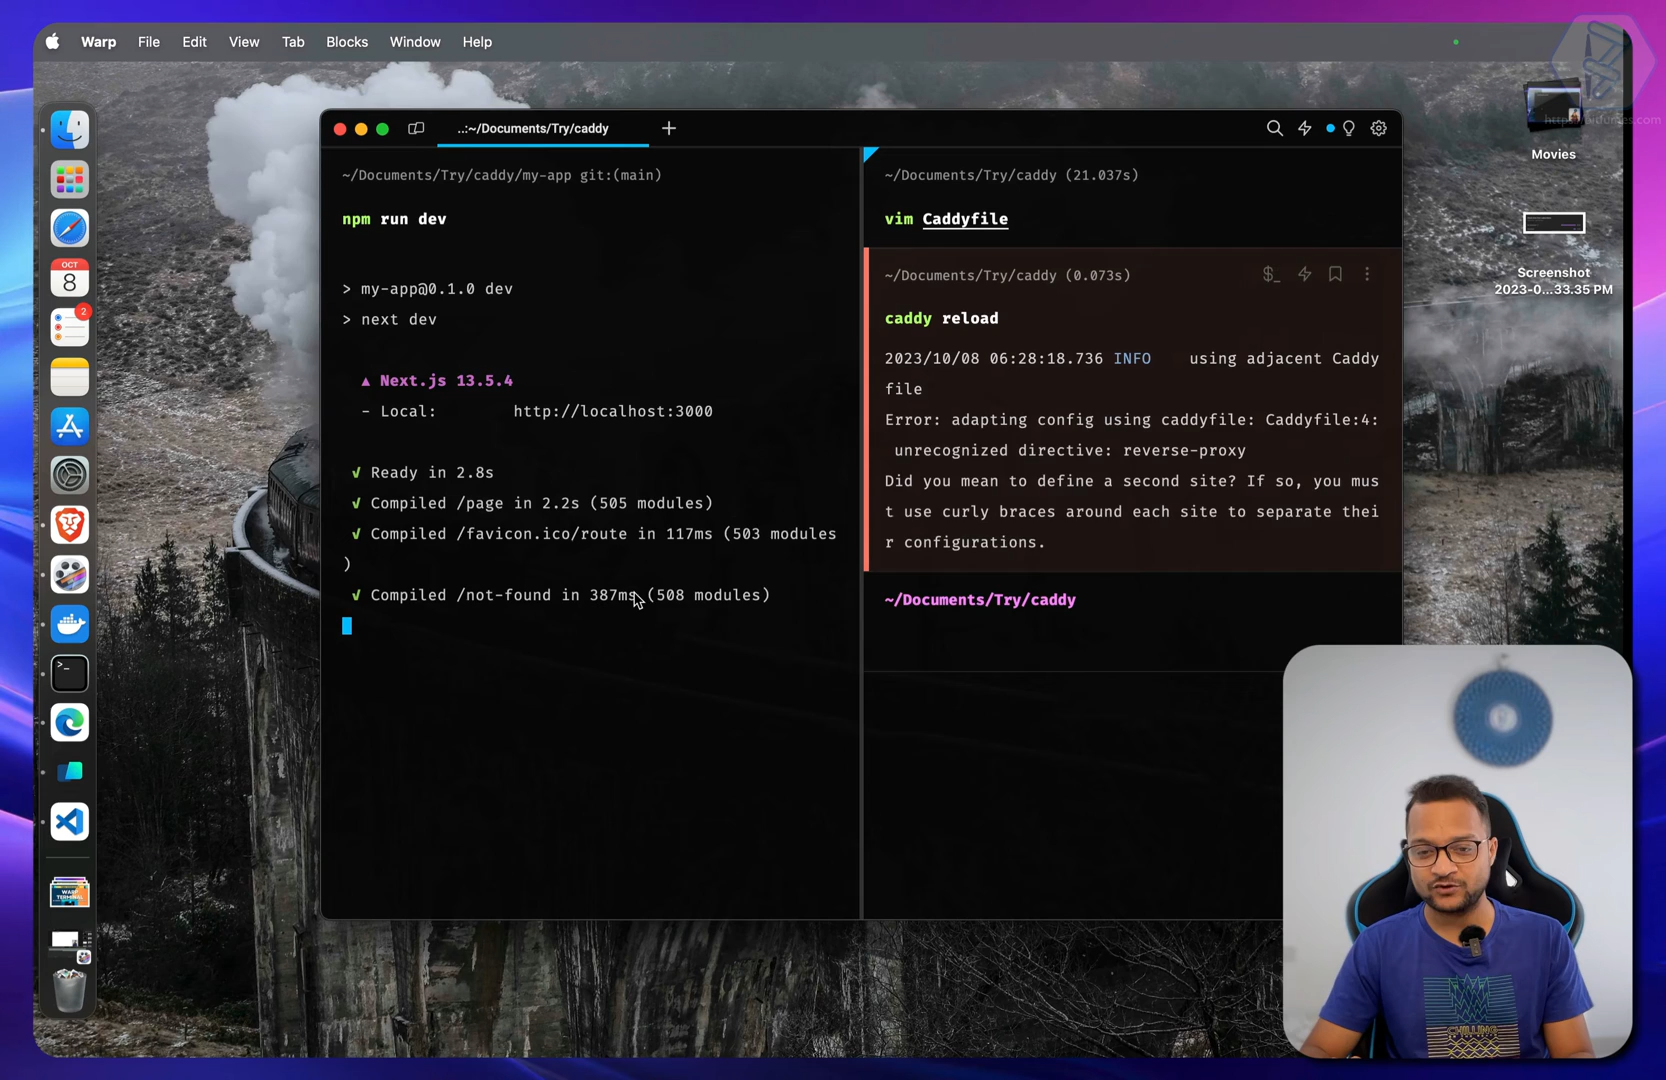 Warp File Edit View Tab Blocks Window Help
..:~/Documents/Try/caddy
~/Documents/Try/caddy/my-app git:(main)
npm run dev
> my-app@0.1.0 dev
> next dev
▲ Next.js 13.5.4
- Local: http://localhost:3000
✓ Ready in 2.8s
✓ Compiled /page in 2.2s (505 modules)
✓ Compiled /favicon.ico/route in 117ms (503 modules
)
✓ Compiled /not-found in 387ms (508 modules)
~/Documents/Try/caddy (21.037s)
vim Caddyfile
~/Documents/Try/caddy (0.073s)
$_
caddy reload
2023/10/08 06:28:18.736 INFO using adjacent Caddy
file
Error: adapting config using caddyfile: Caddyfile:4:
unrecognized directive: reverse-proxy
Did you mean to define a second site? If so, you mus
t use curly braces around each site to separate thei
r configurations.
~/Documents/Try/caddy
Movies
Screenshot
2023-0...33.35 PM
OCT
8
2
>_
WARP
TERMINAL
CHILLING